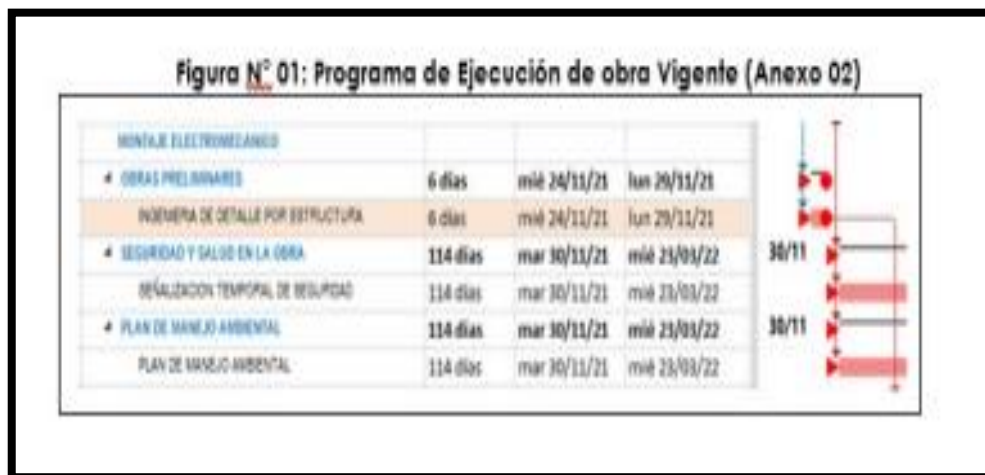 Figura N° 01: Programa de Ejecución de obra Vigente (Anexo 02)
MONTAJE ELECTROMECANICO
OBRAS PRELIMINARES 6 días mié 24/11/21 lun 29/11/21
INGENIERIA DE DETALLE POR ESTRUCTURA 6 días mié 24/11/21 lun 29/11/21
SEGURIDAD Y SALUD EN LA OBRA 114 días mar 30/11/21 mié 23/03/22 30/11
SEÑALIZACION TEMPORAL DE SEGURIDAD 114 días mar 30/11/21 mié 23/03/22
PLAN DE MANEJO AMBIENTAL 114 días mar 30/11/21 mié 23/03/22 30/11
PLAN DE MANEJO AMBIENTAL 114 días mar 30/11/21 mié 23/03/22